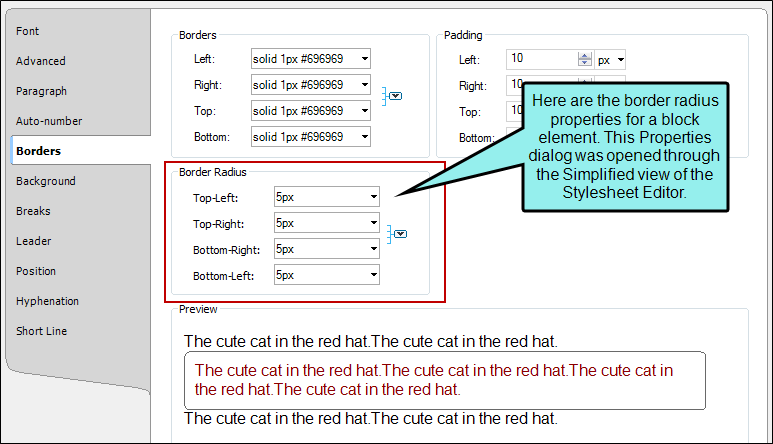 Font
Advanced
Paragraph
Auto-number
Borders
Background
Breaks
Leader
Position
Hyphenation
Short Line
Borders
Left: solid 1px #696969
Right: solid 1px #696969
Top: solid 1px #696969
Bottom: solid 1px #696969
Padding
Left: 10 px
Right: 10
Top: 10
Bottom:
Here are the border radius
properties for a block
element. This Properties
dialog was opened through
the Simplified view of the
Stylesheet Editor.
Border Radius
Top-Left: 5px
Top-Right: 5px
Bottom-Right: 5px
Bottom-Left: 5px
Preview
The cute cat in the red hat.The cute cat in the red hat.
The cute cat in the red hat.The cute cat in the red hat.The cute cat in
the red hat.The cute cat in the red hat.
The cute cat in the red hat.The cute cat in the red hat.